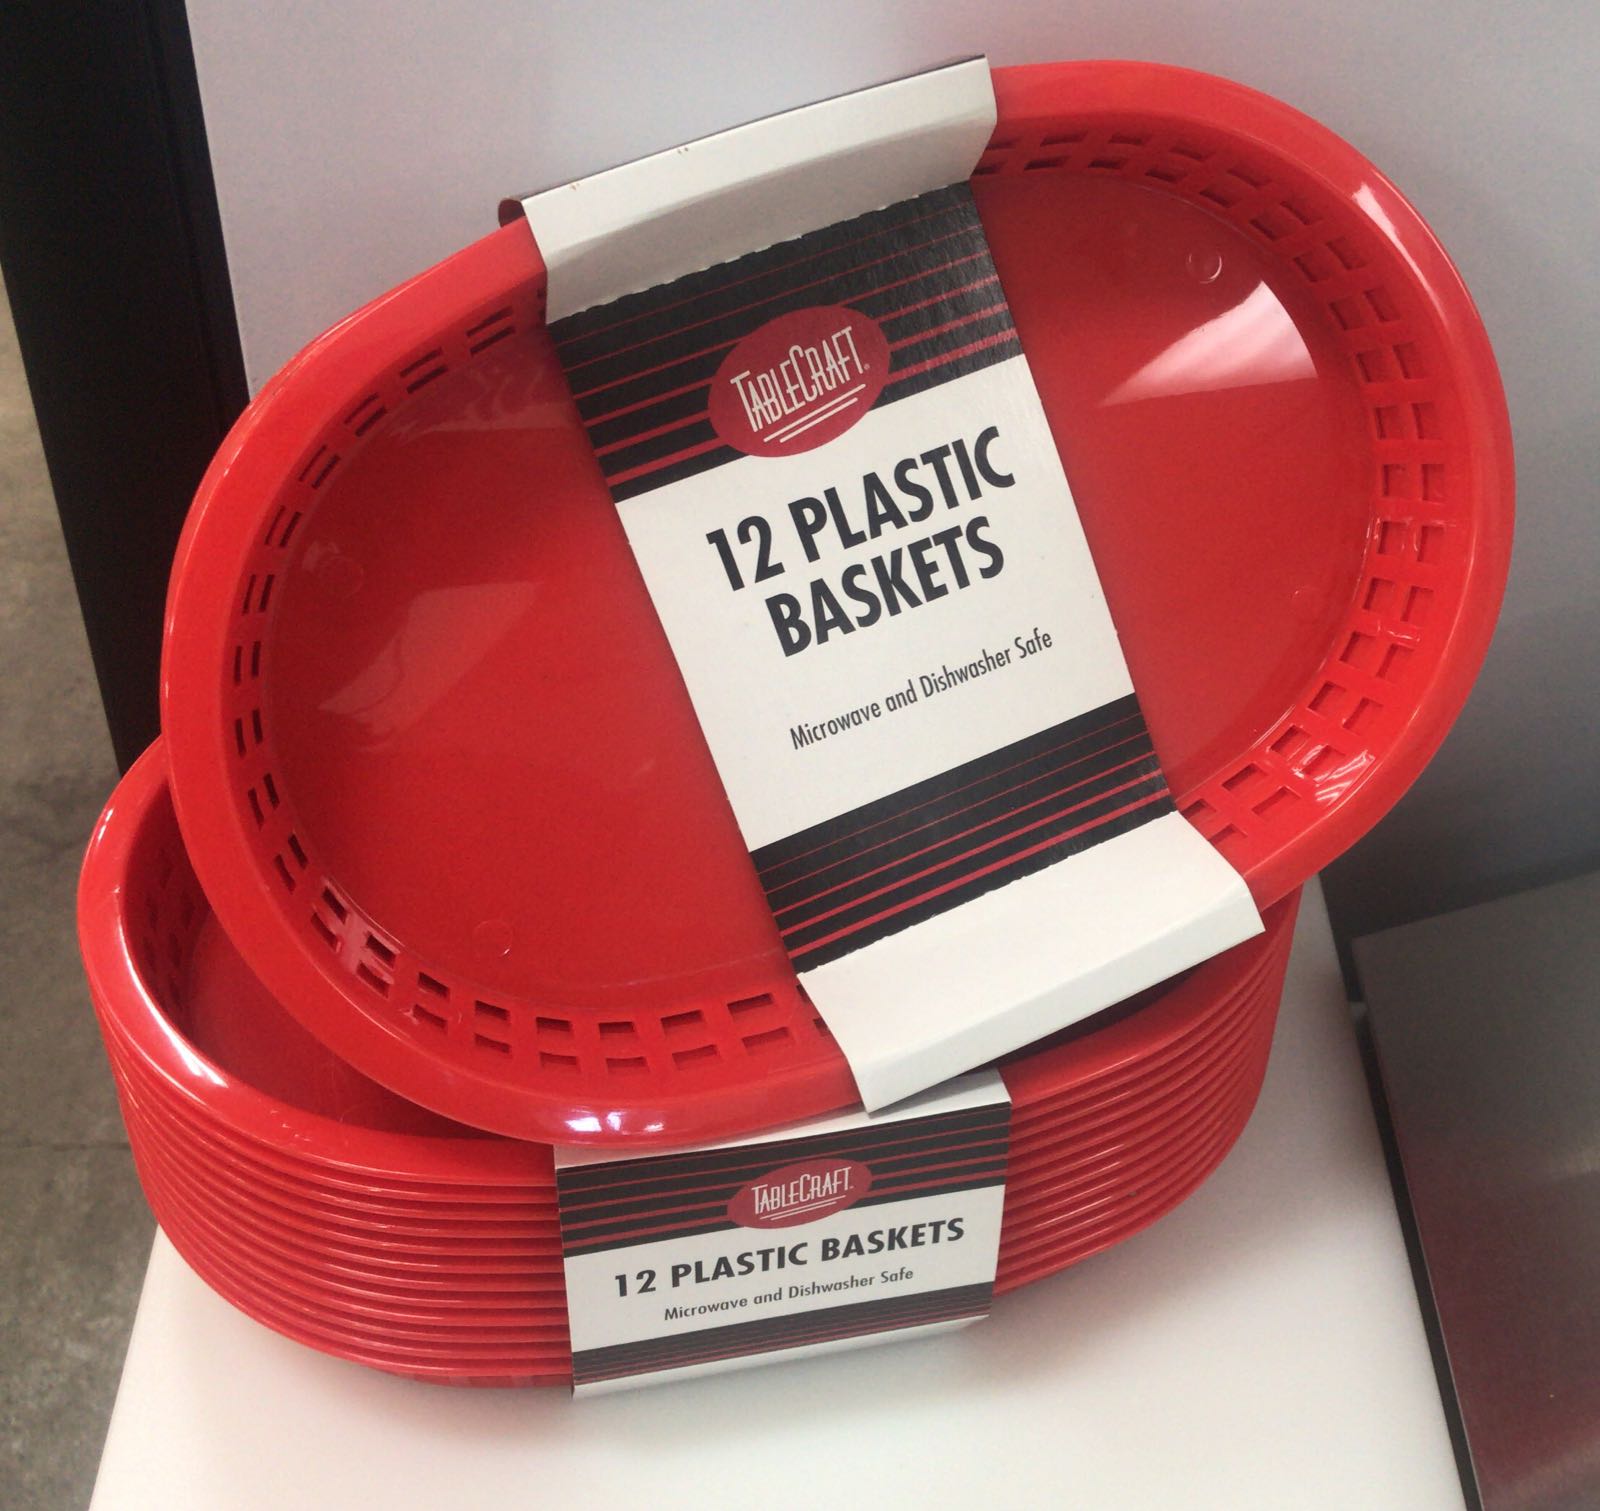 TABLECRAFT®
12 PLASTIC
BASKETS
Microwave and Dishwasher Safe
TABLECRAFT
12 PLASTIC BASKETS
Microwave and Dishwasher Safe